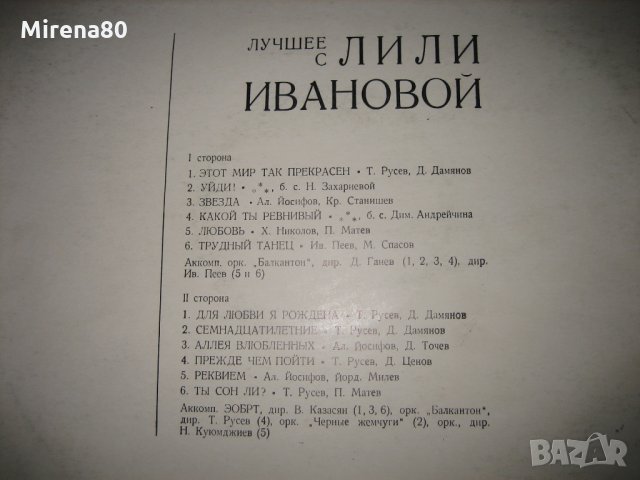 Mirena80
ЛУЧШЕЕ
С ЛИЛИ
ИВАНОВОЙ
I сторона
1. ЭТОТ МИР ТАК ПРЕКРАСЕН • Т. Русев, Д. Дамянов
2. УЙДИ! • ***, б. с. Н. Захариевой
3. ЗВЕЗДА • Ал. Йосифов, Кр. Станишев
4. КАКОЙ ТЫ РЕВНИВЫЙ • ***, б. с. Дим. Андрейчина
5. ЛЮБОВЬ • Х. Николов, П. Матев
6. ТРУДНЫЙ ТАНЕЦ • Ив. Пеев, М. Спасов
Аккомп. орк. „Балкантон", дир. Д. Ганев (1, 2, 3, 4), дир.
Ив. Пеев (5 и 6)
II сторона
1. ДЛЯ ЛЮБВИ Я РОЖДЕНА • Т. Русев, Д. Дамянов
2. СЕМНАДЦАТИЛЕТНИЕ • Т. Русев, Д. Дамянов
3. АЛЛЕЯ ВЛЮБЛЕННЫХ • Ал. Йосифов, Д. Точев
4. ПРЕЖДЕ ЧЕМ ПОЙТИ • Т. Русев, Д. Ценов
5. РЕКВИЕМ • Ал. Йосифов, Йорд. Милев
6. ТЫ СОН ЛИ? • Т. Русев, П. Матев
Аккомп. ЭОБРТ, дир. В. Казасян (1, 3, 6), орк. „Балкантон",
дир. Т. Русев (4), орк. „Черные жемчуги" (2), орк., дир.
Н. Куюмджиев (5)
BAZAR